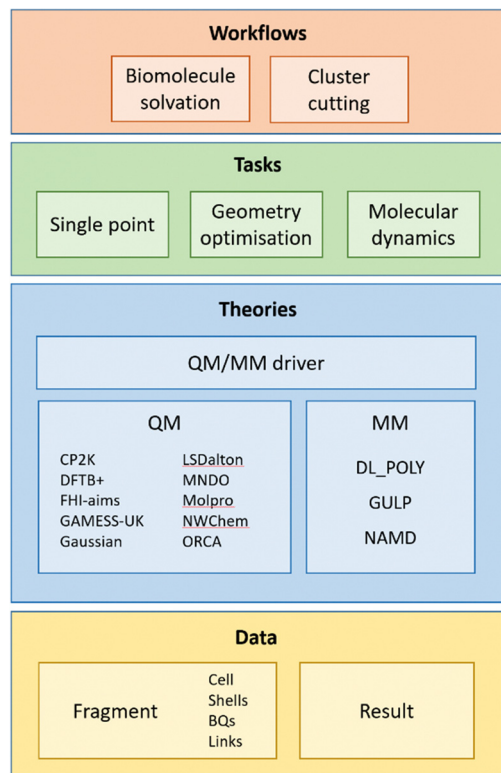 Workflows
Biomolecule
solvation
Cluster
cutting
Tasks
Single point
Geometry
optimisation
Molecular
dynamics
Theories
QM/MM driver
QM
CP2K
DFTB+
FHI-aims
GAMESS-UK
Gaussian
LSDalton
MNDO
Molpro
NWChem
ORCA
MM
DL_POLY
GULP
NAMD
Data
Fragment
Cell
Shells
BQs
Links
Result